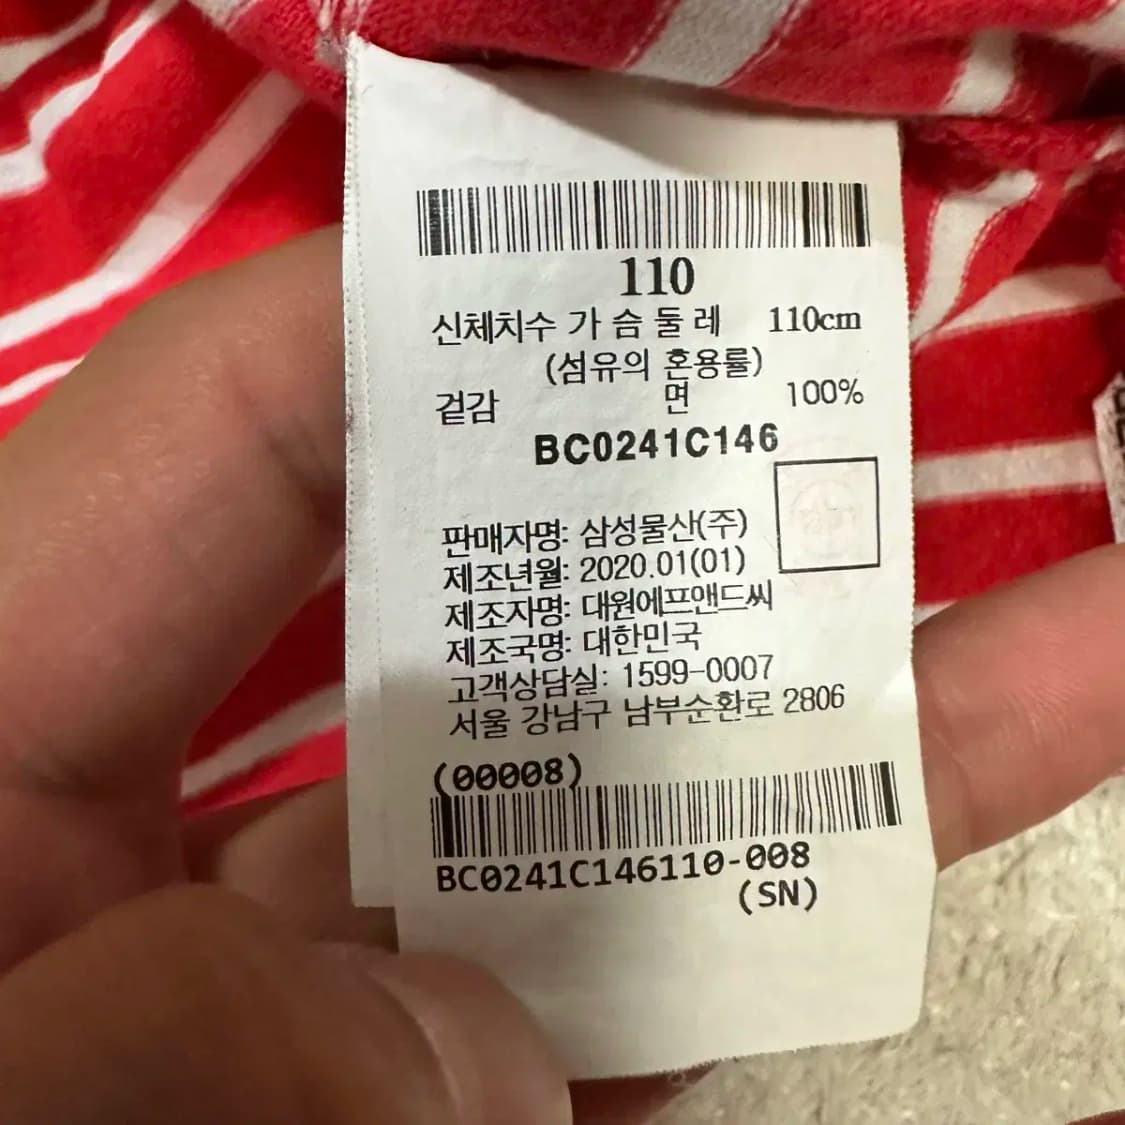 110
신체치수 가 슴 둘 레 110cm
(섬유의 혼용률)
겉감 면 100%
BC0241C146
판매자명: 삼성물산(주)
제조년월: 2020.01(01)
제조자명: 대원에프앤드씨
제조국명: 대한민국
고객상담실: 1599-0007
서울 강남구 남부순환로 2806
(00008)
BC0241C146110-008
(SN)